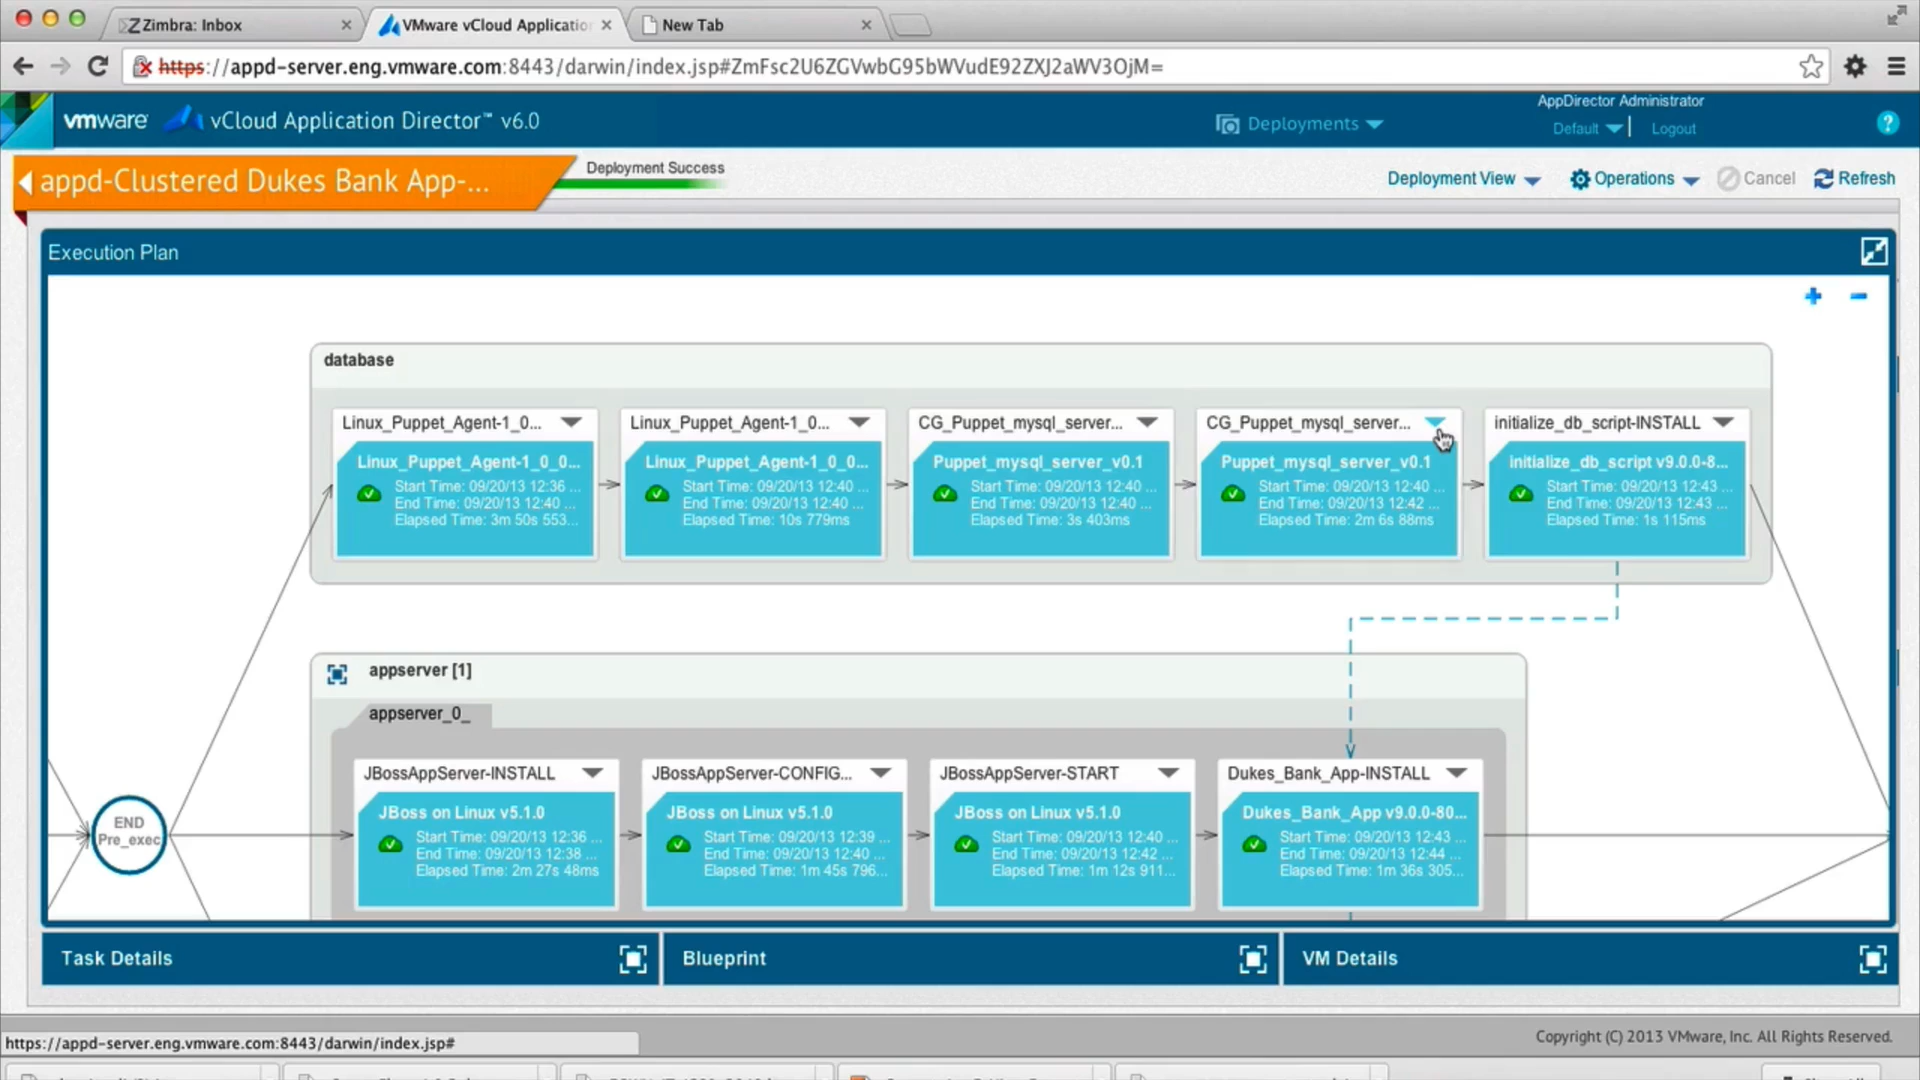 Zimbra: Inbox
VMware vCloud Applicatio
New Tab
https://appd-server.eng.vmware.com:8443/darwin/index.jsp#ZmFsc2U6ZGVwbG95bWVudE92ZXJ2aWV3OjM=
vmware vCloud Application Director™ v6.0
Deployments
AppDirector Administrator
Default
Logout
?
appd-Clustered Dukes Bank App-...
Deployment Success
Deployment View
Operations
Cancel
Refresh
Execution Plan
database
Linux_Puppet_Agent-1_0...
Linux_Puppet_Agent-1_0_0...
Start Time: 09/20/13 12:36 ...
End Time: 09/20/13 12:40 ...
Elapsed Time: 3m 50s 553...
Linux_Puppet_Agent-1_0...
Linux_Puppet_Agent-1_0_0...
Start Time: 09/20/13 12:40 ...
End Time: 09/20/13 12:40 ...
Elapsed Time: 10s 779ms
CG_Puppet_mysql_server...
Puppet_mysql_server_v0.1
Start Time: 09/20/13 12:40 ...
End Time: 09/20/13 12:40 ...
Elapsed Time: 3s 403ms
CG_Puppet_mysql_server...
Puppet_mysql_server_v0.1
Start Time: 09/20/13 12:40 ...
End Time: 09/20/13 12:42 ...
Elapsed Time: 2m 6s 88ms
initialize_db_script-INSTALL
initialize_db_script v9.0.0-8...
Start Time: 09/20/13 12:43 ...
End Time: 09/20/13 12:43 ...
Elapsed Time: 1s 115ms
appserver [1]
appserver_0_
END
Pre_exec
JBossAppServer-INSTALL
JBoss on Linux v5.1.0
Start Time: 09/20/13 12:36 ...
End Time: 09/20/13 12:38 ...
Elapsed Time: 2m 27s 48ms
JBossAppServer-CONFIG...
JBoss on Linux v5.1.0
Start Time: 09/20/13 12:39 ...
End Time: 09/20/13 12:40 ...
Elapsed Time: 1m 45s 796...
JBossAppServer-START
JBoss on Linux v5.1.0
Start Time: 09/20/13 12:40 ...
End Time: 09/20/13 12:42 ...
Elapsed Time: 1m 12s 911...
Dukes_Bank_App-INSTALL
Dukes_Bank_App v9.0.0-80...
Start Time: 09/20/13 12:43 ...
End Time: 09/20/13 12:44 ...
Elapsed Time: 1m 36s 305...
Task Details
Blueprint
VM Details
https://appd-server.eng.vmware.com:8443/darwin/index.jsp#
Copyright (C) 2013 VMware, Inc. All Rights Reserved.